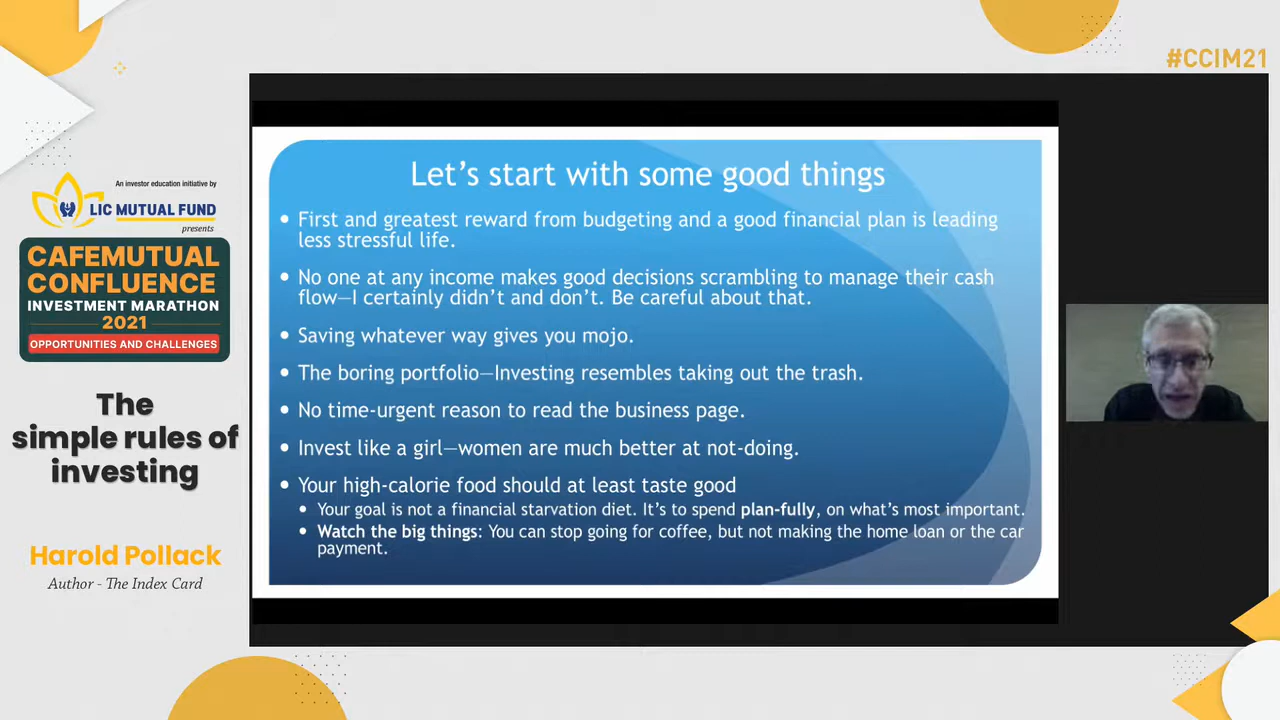 #CCIM21
An investor education initiative by
LIC MUTUAL FUND
presents
CAFEMUTUAL
CONFLUENCE
INVESTMENT MARATHON
2021
OPPORTUNITIES AND CHALLENGES
The
simple rules of
investing
Harold Pollack
Author - The Index Card
Let's start with some good things
• First and greatest reward from budgeting and a good financial plan is leading
less stressful life.
• No one at any income makes good decisions scrambling to manage their cash
flow—I certainly didn't and don't. Be careful about that.
• Saving whatever way gives you mojo.
• The boring portfolio—Investing resembles taking out the trash.
• No time-urgent reason to read the business page.
• Invest like a girl—women are much better at not-doing.
• Your high-calorie food should at least taste good
• Your goal is not a financial starvation diet. It's to spend plan-fully, on what's most important.
• Watch the big things: You can stop going for coffee, but not making the home loan or the car
payment.